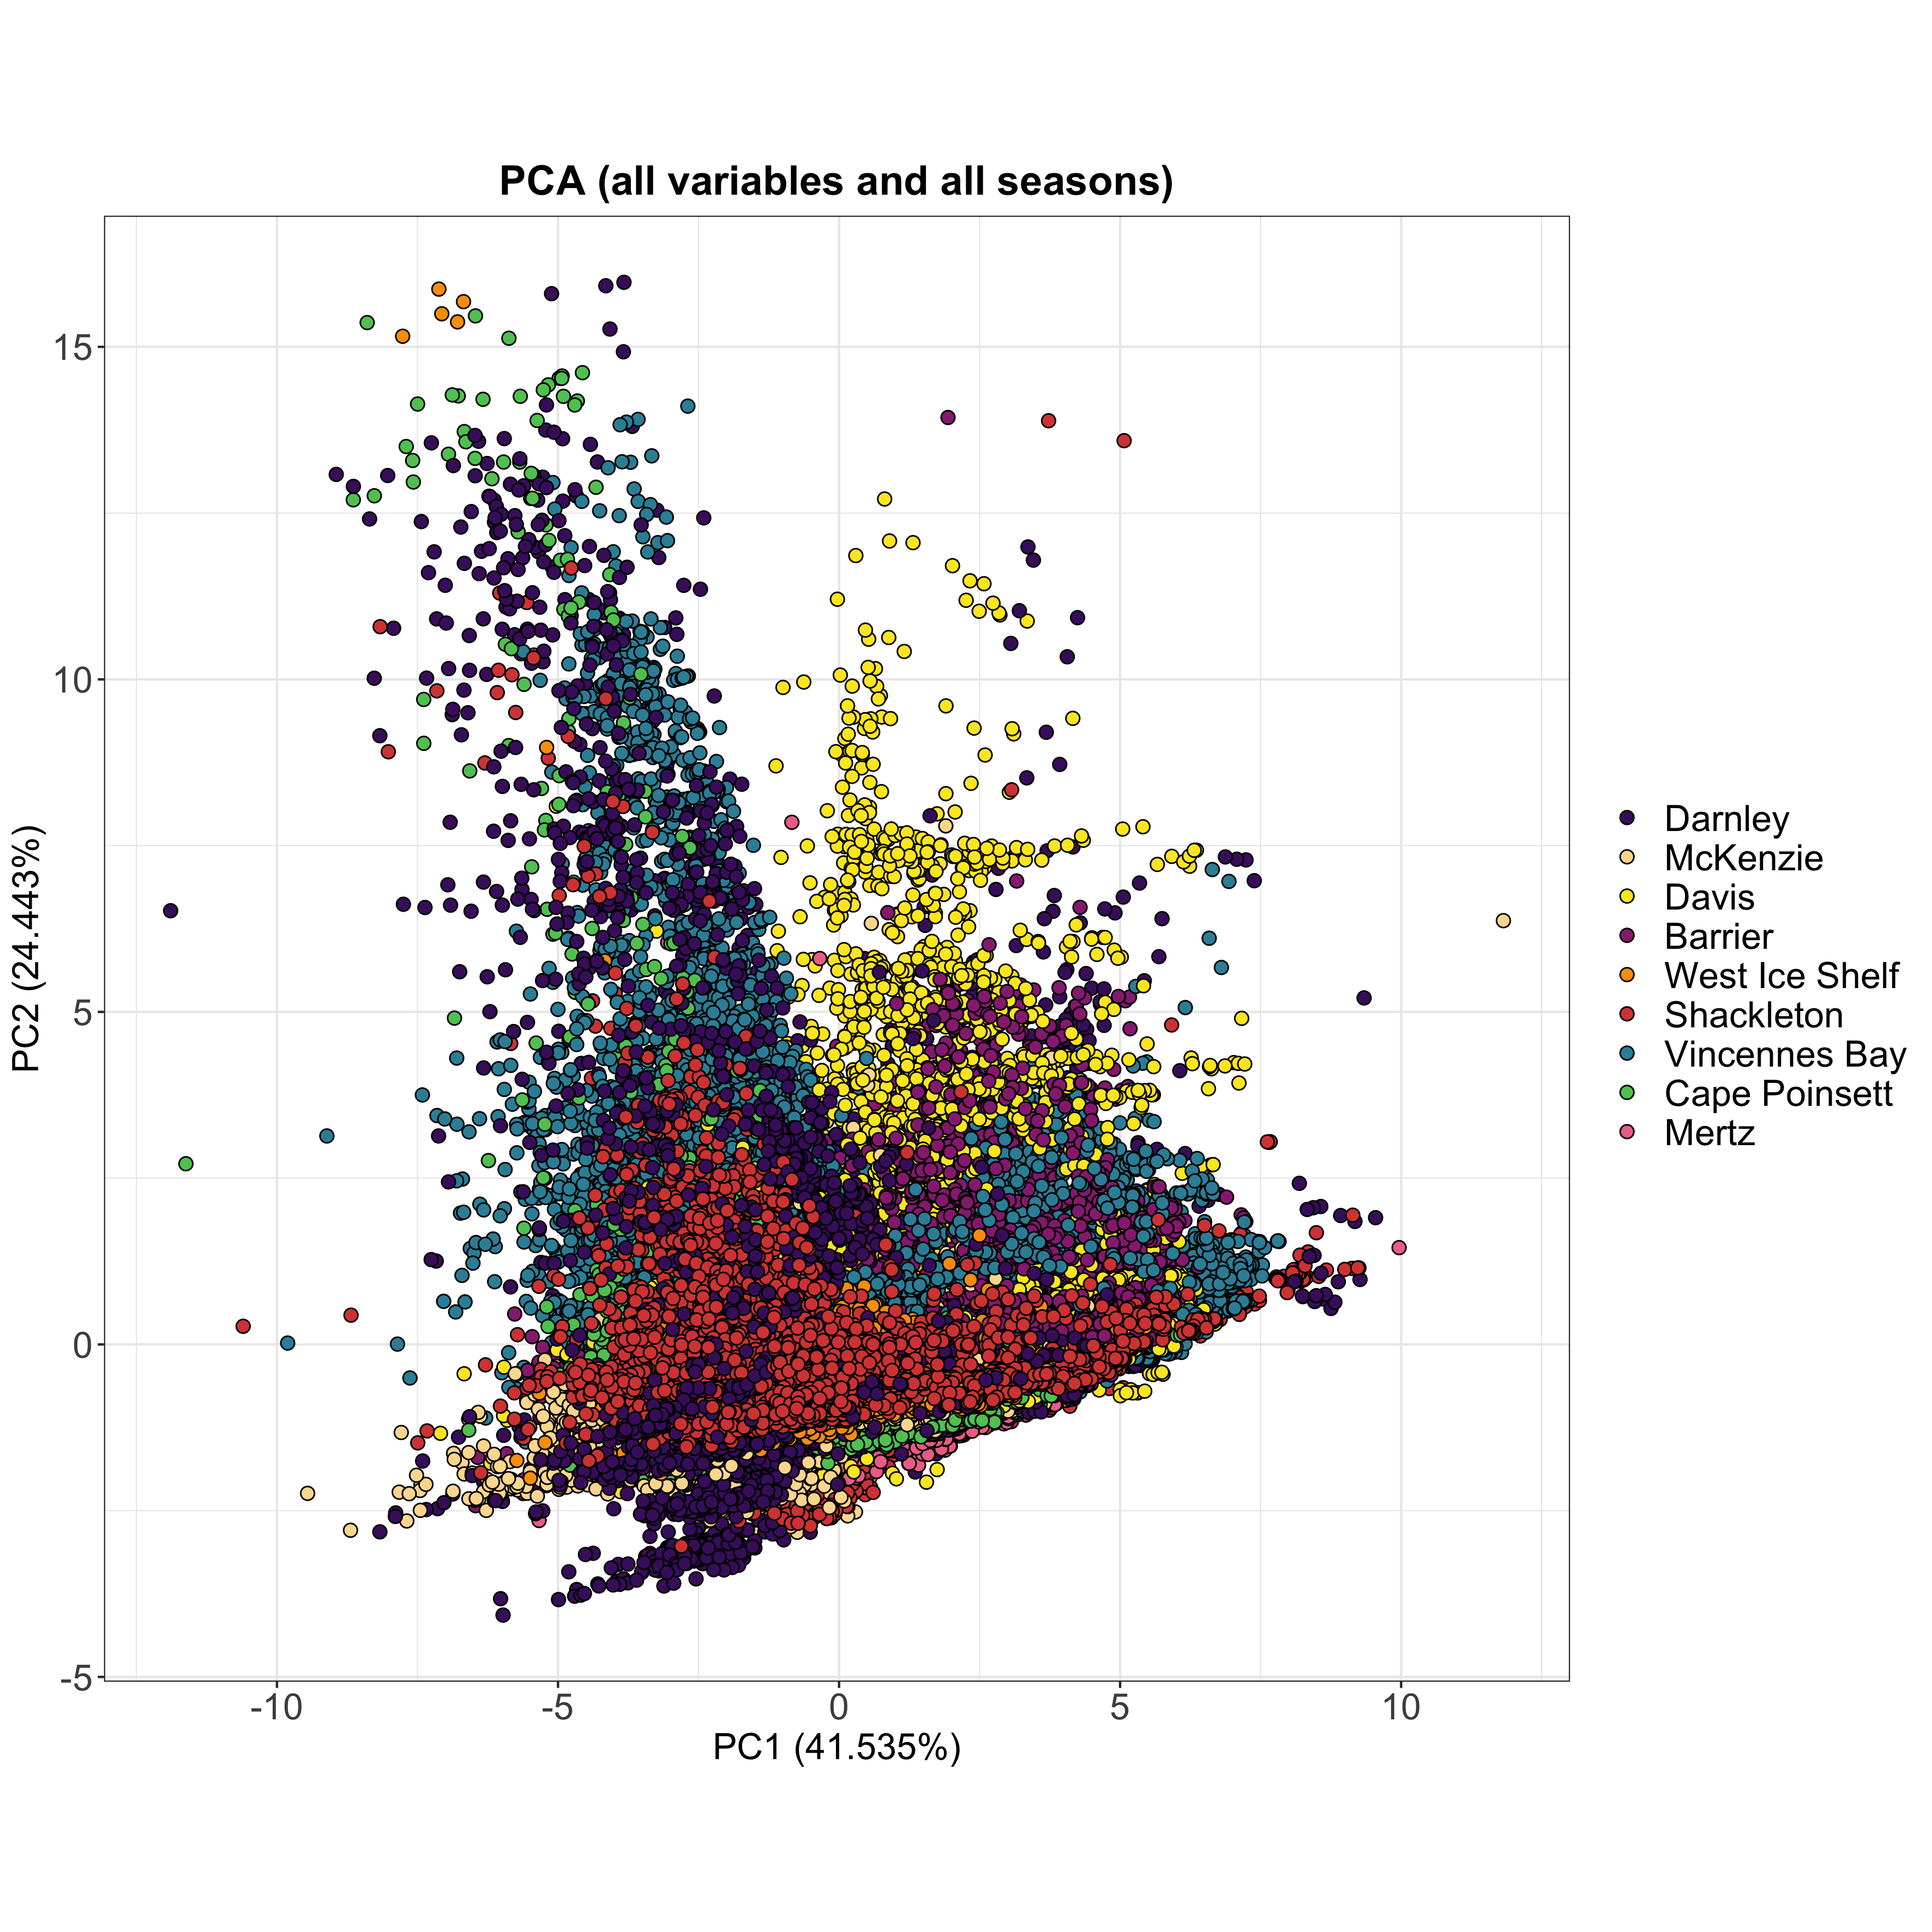 PCA (all variables and all seasons)
15
10
5
0
-5
PC2 (24.443%)
-10
-5
0
5
10
PC1 (41.535%)
Darnley
McKenzie
Davis
Barrier
West Ice Shelf
Shackleton
Vincennes Bay
Cape Poinsett
Mertz